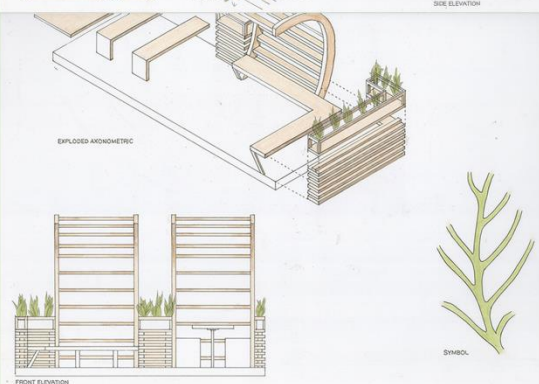 SIDE ELEVATION
EXPLODED AXONOMETRIC
SYMBOL
FRONT ELEVATION